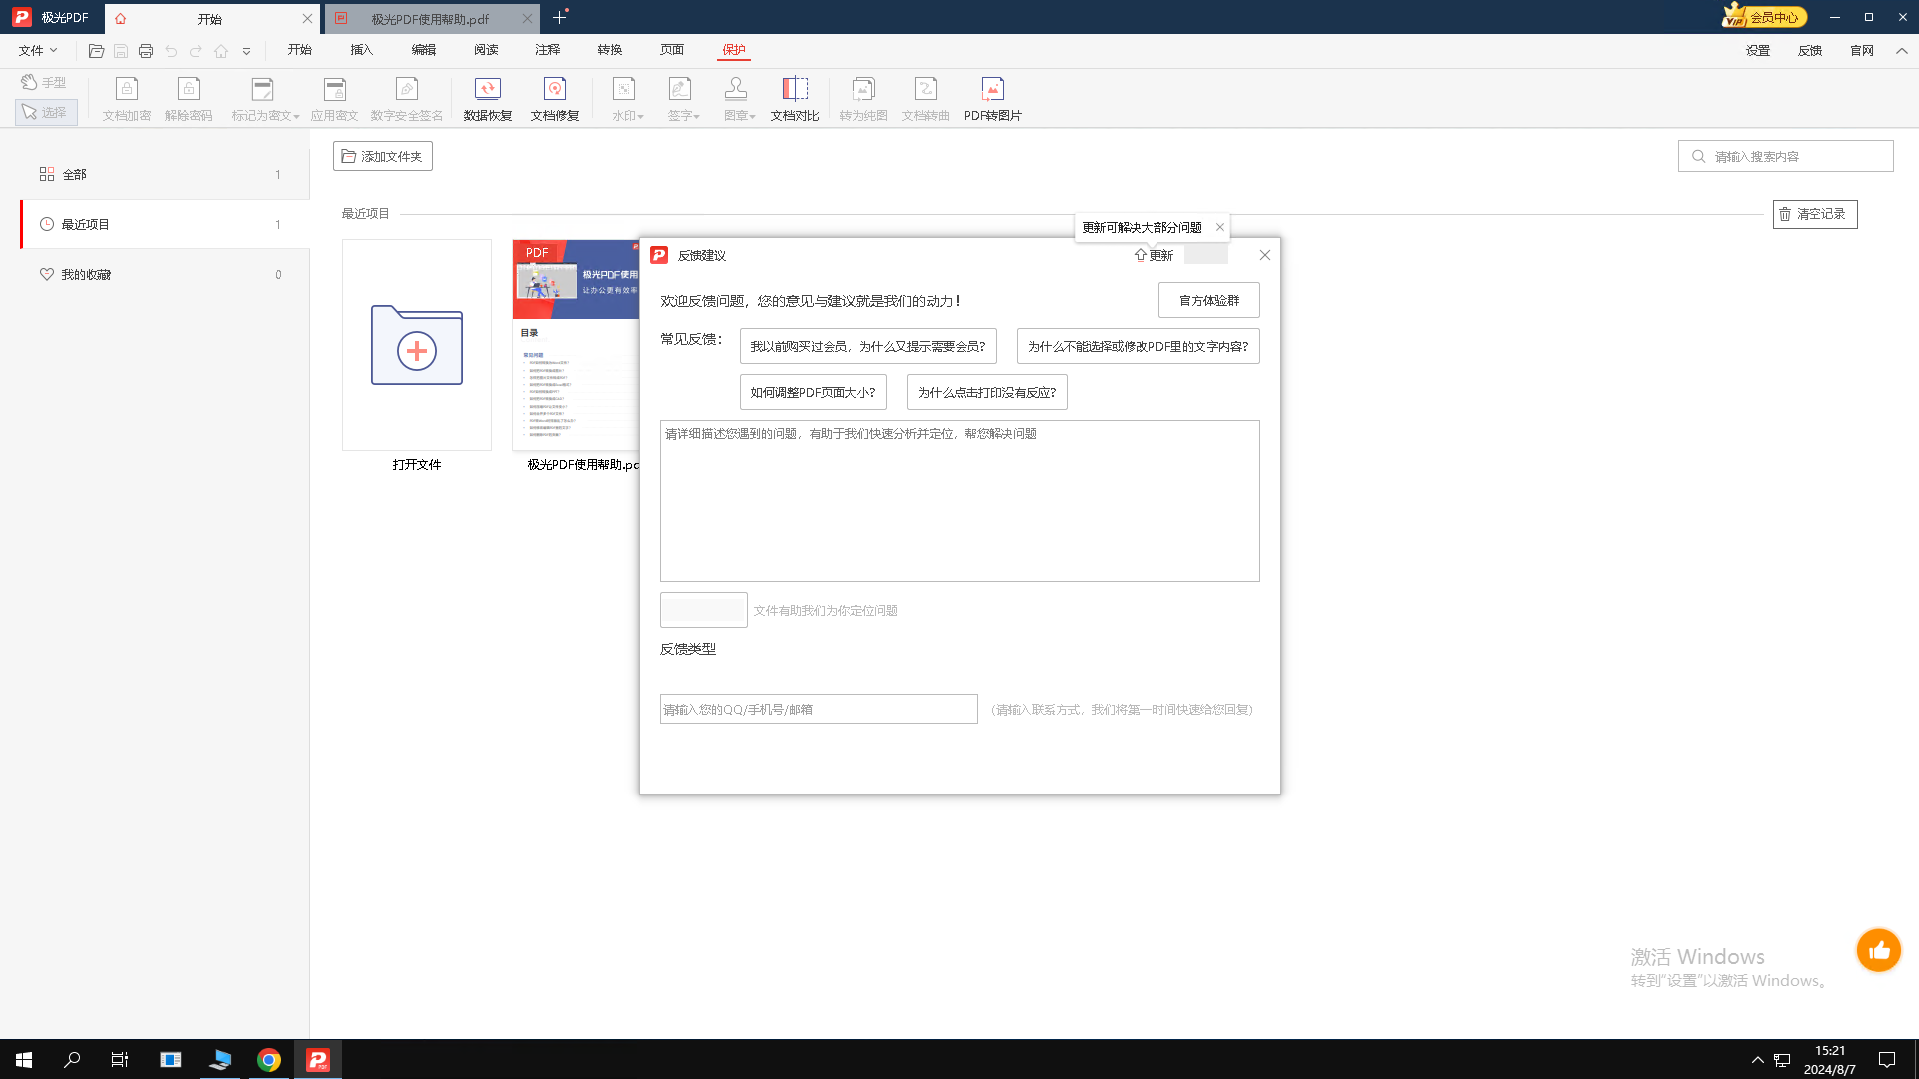 极光PDF
开始
极光PDF使用帮助.pdf
VIP 会员中心
文件
开始
插入
编辑
阅读
注释
转换
页面
保护
设置
反馈
官网
手型
选择
文档加密
解除密码
标记为密文
应用密文
数字安全签名
数据恢复
文档修复
水印
签字
图章
文档对比
转为纯图
文档转曲
PDF转图片
添加文件夹
请输入搜索内容
全部 1
最近项目 1
我的收藏 0
最近项目
清空记录
打开文件
PDF
极光PDF使用
让办公更有效率
目录
常见问题
极光PDF使用帮助.pd
更新可解决大部分问题
反馈建议
更新
欢迎反馈问题，您的意见与建议就是我们的动力！
官方体验群
常见反馈：
我以前购买过会员，为什么又提示需要会员?
为什么不能选择或修改PDF里的文字内容?
如何调整PDF页面大小?
为什么点击打印没有反应?
请详细描述您遇到的问题，有助于我们快速分析并定位，帮您解决问题
文件有助我们为你定位问题
反馈类型
请输入您的QQ/手机号/邮箱
（请输入联系方式，我们将第一时间快速给您回复）
激活 Windows
转到“设置”以激活 Windows。
15:21
2024/8/7